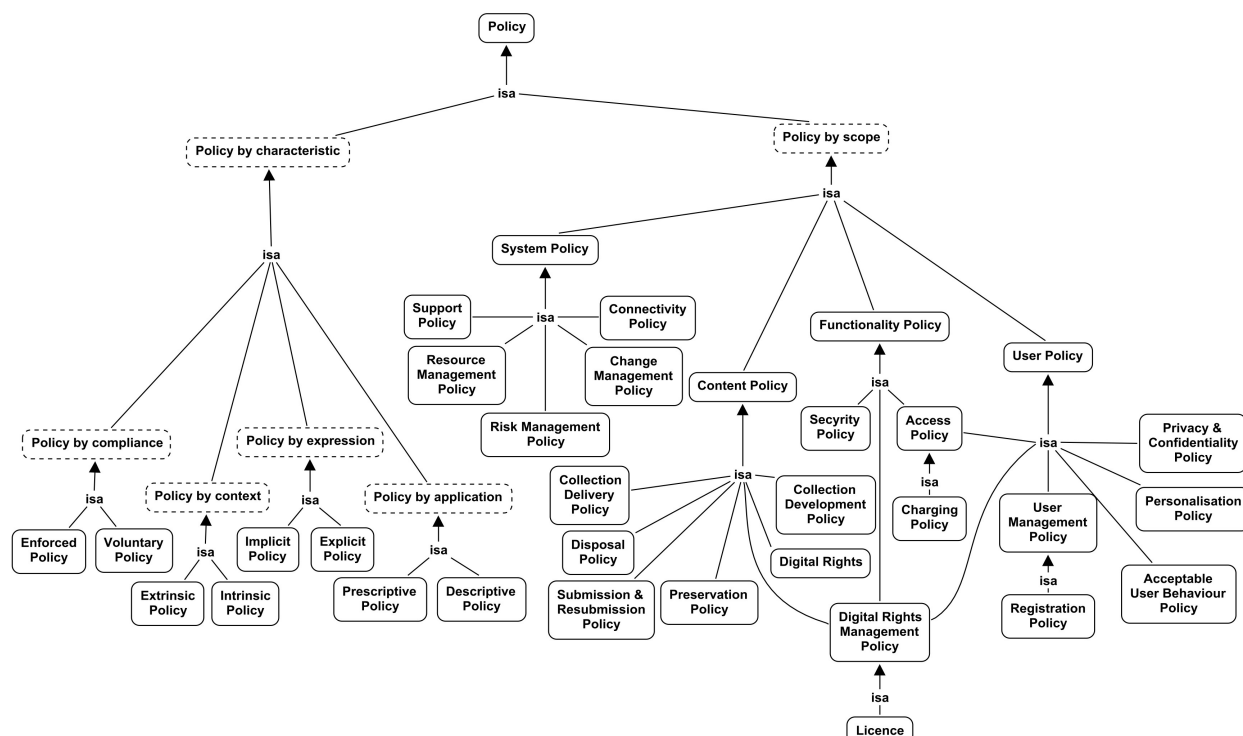 Policy
isa
Policy by characteristic
Policy by scope
isa
isa
System Policy
Support
Policy
isa
Connectivity
Policy
Resource
Management
Policy
Change
Management
Policy
Risk Management
Policy
Functionality Policy
User Policy
Content Policy
isa
Secyrity
Policy
Access
Policy
isa
Charging
Policy
isa
Privacy &
Confidentiality
Policy
Personalisation
Policy
User
Management
Policy
Acceptable
User Behaviour
Policy
isa
Registration
Policy
Policy by compliance
isa
Enforced
Policy
Voluntary
Policy
Policy by context
isa
Extrinsic
Policy
Intrinsic
Policy
Policy by expression
isa
Implicit
Policy
Explicit
Policy
Policy by application
isa
Prescriptive
Policy
Descriptive
Policy
isa
Collection
Delivery
Policy
Collection
Development
Policy
Disposal
Policy
Digital Rights
Submission &
Resubmission
Policy
Preservation
Policy
Digital Rights
Management
Policy
isa
Licence